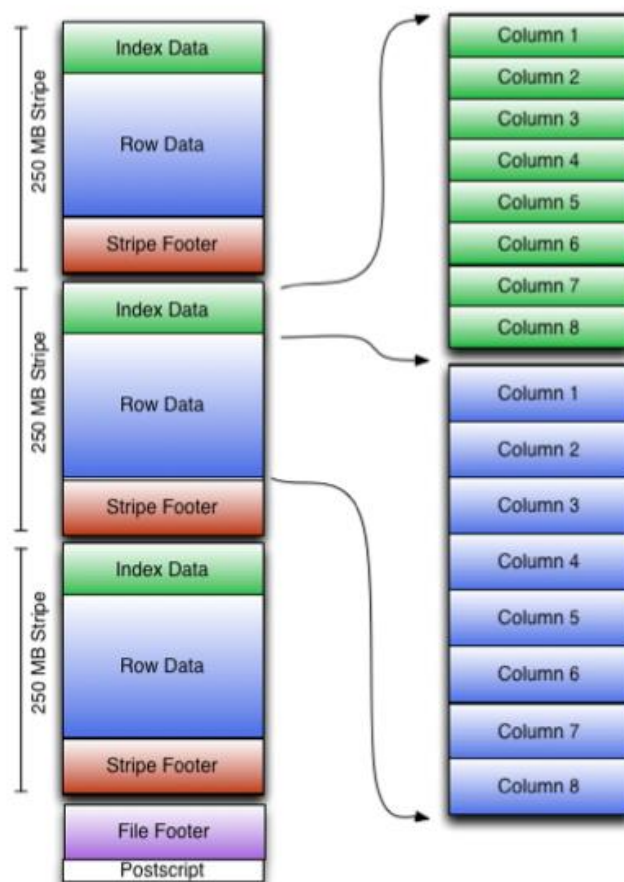 250 MB Stripe
Index Data
Row Data
Stripe Footer
250 MB Stripe
Index Data
Row Data
Stripe Footer
250 MB Stripe
Index Data
Row Data
Stripe Footer
File Footer
Postscript
Column 1
Column 2
Column 3
Column 4
Column 5
Column 6
Column 7
Column 8
Column 1
Column 2
Column 3
Column 4
Column 5
Column 6
Column 7
Column 8